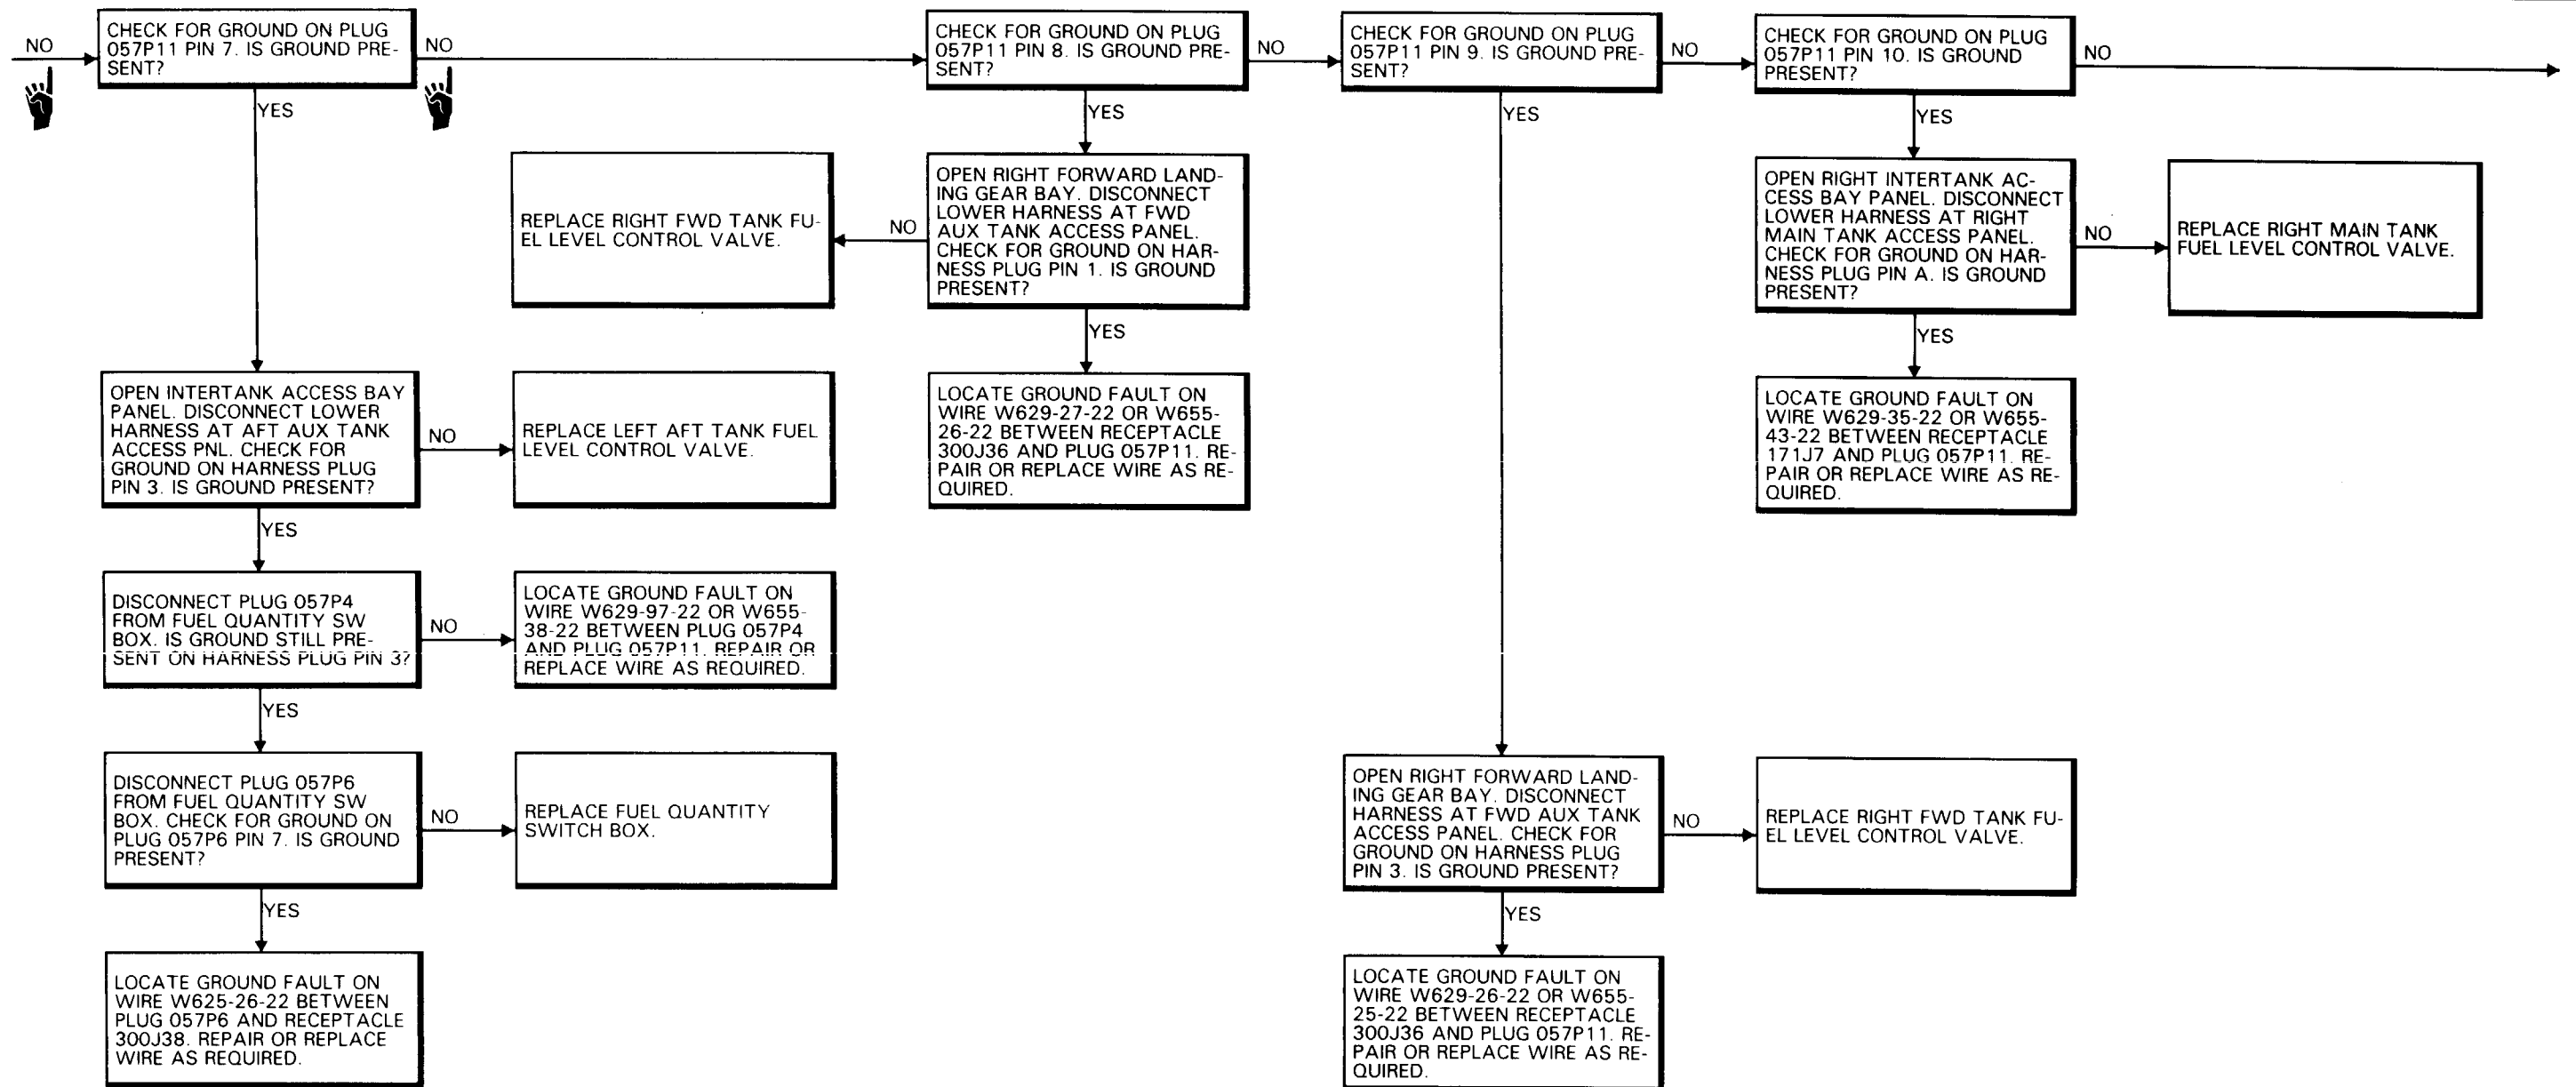 NO
CHECK FOR GROUND ON PLUG
057P11 PIN 7. IS GROUND PRE-
SENT?
NO
YES
OPEN INTERTANK ACCESS BAY
PANEL. DISCONNECT LOWER
HARNESS AT AFT AUX TANK
ACCESS PNL. CHECK FOR
GROUND ON HARNESS PLUG
PIN 3. IS GROUND PRESENT?
NO
REPLACE LEFT AFT TANK FUEL
LEVEL CONTROL VALVE.
YES
DISCONNECT PLUG 057P4
FROM FUEL QUANTITY SW
BOX. IS GROUND STILL PRE-
SENT ON HARNESS PLUG PIN 3?
NO
LOCATE GROUND FAULT ON
WIRE W629-97-22 OR W655-
38-22 BETWEEN PLUG 057P4
AND PLUG 057P11. REPAIR OR
REPLACE WIRE AS REQUIRED.
YES
DISCONNECT PLUG 057P6
FROM FUEL QUANTITY SW
BOX. CHECK FOR GROUND ON
PLUG 057P6 PIN 7. IS GROUND
PRESENT?
NO
REPLACE FUEL QUANTITY
SWITCH BOX.
YES
LOCATE GROUND FAULT ON
WIRE W625-26-22 BETWEEN
PLUG 057P6 AND RECEPTACLE
300J38. REPAIR OR REPLACE
WIRE AS REQUIRED.
CHECK FOR GROUND ON PLUG
057P11 PIN 8. IS GROUND PRE-
SENT?
NO
YES
OPEN RIGHT FORWARD LAND-
ING GEAR BAY. DISCONNECT
LOWER HARNESS AT FWD
AUX TANK ACCESS PANEL.
CHECK FOR GROUND ON HAR-
NESS PLUG PIN 1. IS GROUND
PRESENT?
NO
REPLACE RIGHT FWD TANK FU-
EL LEVEL CONTROL VALVE.
YES
LOCATE GROUND FAULT ON
WIRE W629-27-22 OR W655-
26-22 BETWEEN RECEPTACLE
300J36 AND PLUG 057P11. RE-
PAIR OR REPLACE WIRE AS RE-
QUIRED.
CHECK FOR GROUND ON PLUG
057P11 PIN 9. IS GROUND PRE-
SENT?
NO
YES
OPEN RIGHT FORWARD LAND-
ING GEAR BAY. DISCONNECT
HARNESS AT FWD AUX TANK
ACCESS PANEL. CHECK FOR
GROUND ON HARNESS PLUG
PIN 3. IS GROUND PRESENT?
NO
REPLACE RIGHT FWD TANK FU-
EL LEVEL CONTROL VALVE.
YES
LOCATE GROUND FAULT ON
WIRE W629-26-22 OR W655-
25-22 BETWEEN RECEPTACLE
300J36 AND PLUG 057P11. RE-
PAIR OR REPLACE WIRE AS RE-
QUIRED.
CHECK FOR GROUND ON PLUG
057P11 PIN 10. IS GROUND
PRESENT?
NO
YES
OPEN RIGHT INTERTANK AC-
CESS BAY PANEL. DISCONNECT
LOWER HARNESS AT RIGHT
MAIN TANK ACCESS PANEL.
CHECK FOR GROUND ON HAR-
NESS PLUG PIN A. IS GROUND
PRESENT?
NO
REPLACE RIGHT MAIN TANK
FUEL LEVEL CONTROL VALVE.
YES
LOCATE GROUND FAULT ON
WIRE W629-35-22 OR W655-
43-22 BETWEEN RECEPTACLE
171J7 AND PLUG 057P11. RE-
PAIR OR REPLACE WIRE AS RE-
QUIRED.